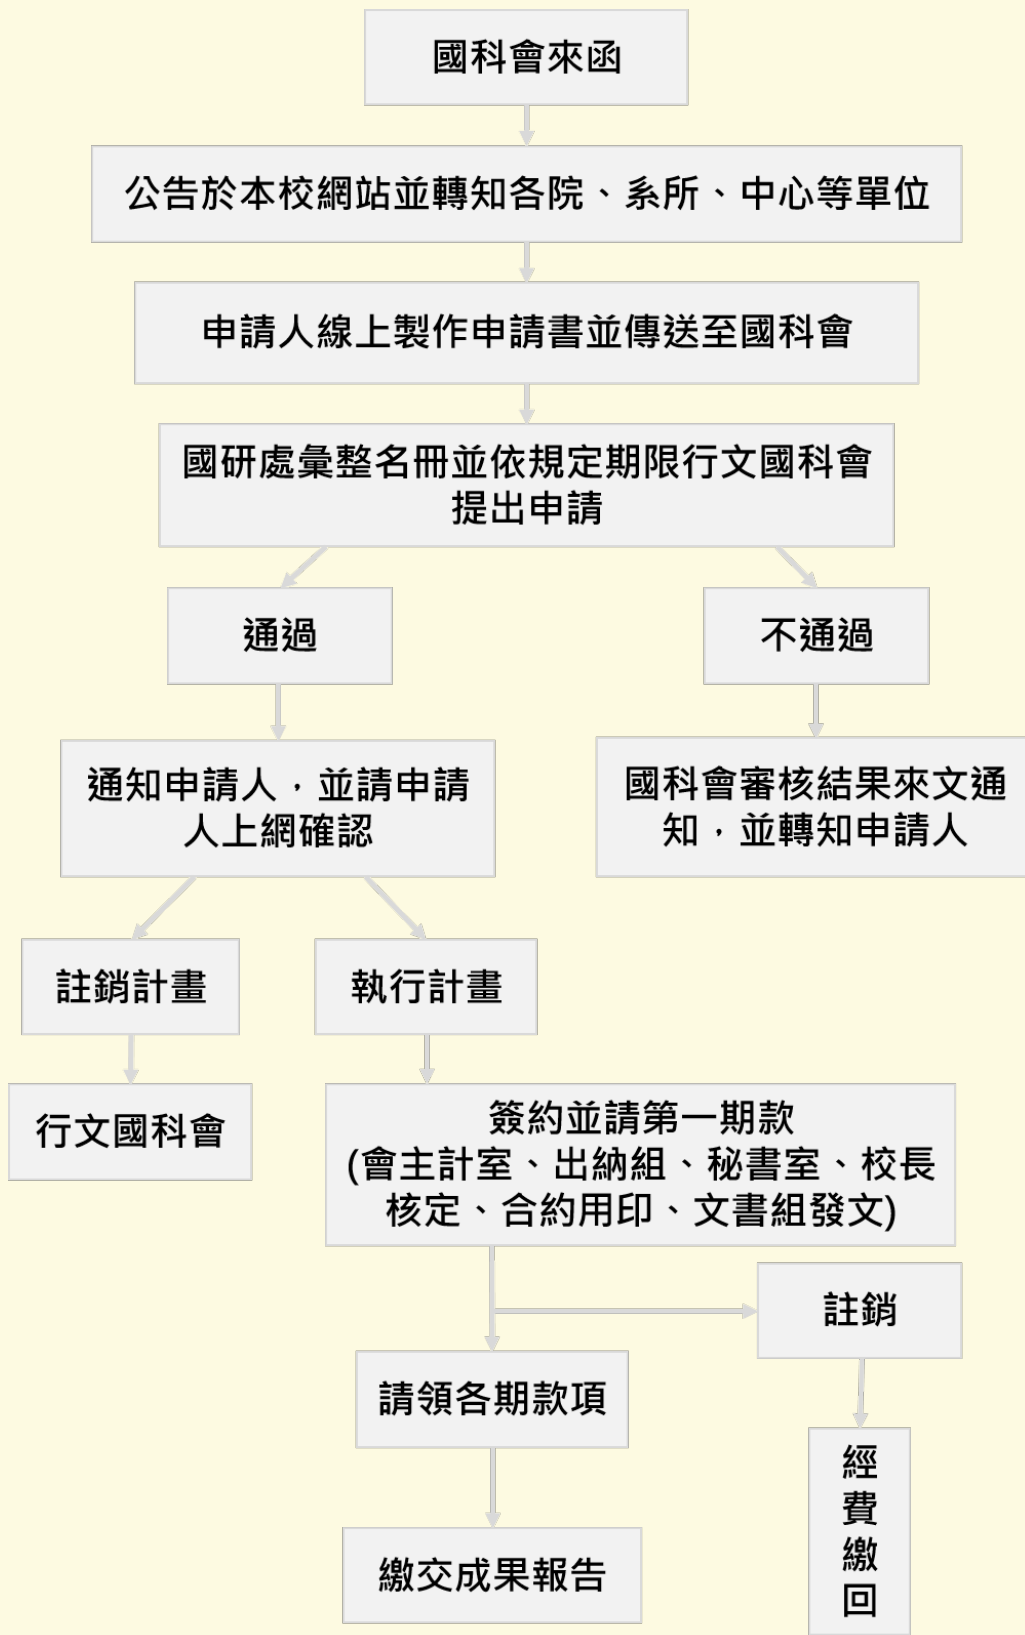 國科會來函
公告於本校網站並轉知各院、系所、中心等單位
申請人線上製作申請書並傳送至國科會
國研處彙整名冊並依規定期限行文國科會
提出申請
通過
不通過
通知申請人，並請申請
人上網確認
國科會審核結果來文通
知，並轉知申請人
註銷計畫
執行計畫
行文國科會
簽約並請第一期款
(會主計室、出納組、秘書室、校長
核定、合約用印、文書組發文)
註銷
請領各期款項
經費繳回
繳交成果報告